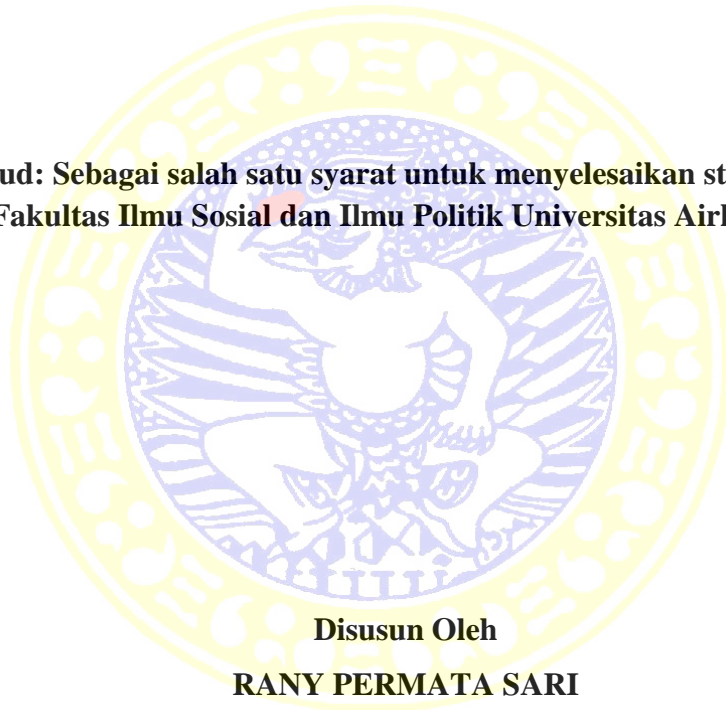 ud: Sebagai salah satu syarat untuk menyelesaikan st
Fakultas Ilmu Sosial dan Ilmu Politik Universitas Airl
Disusun Oleh
RANY PERMATA SARI